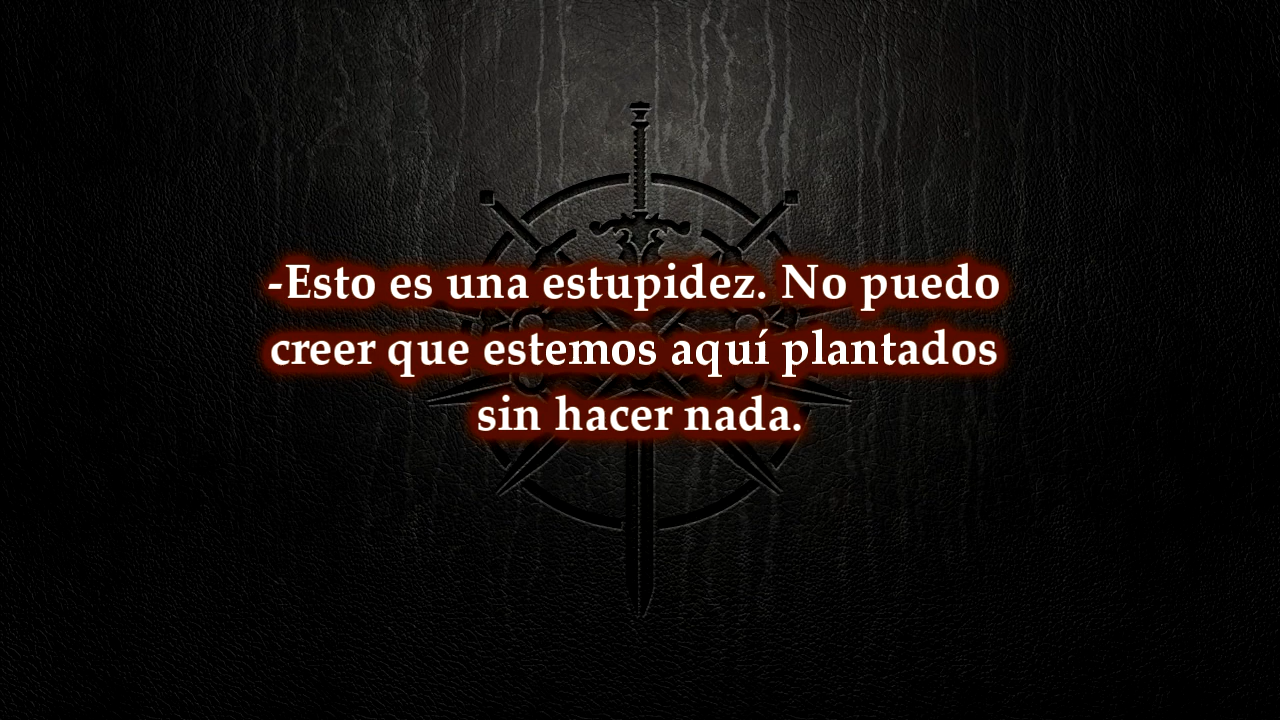 -Esto es una estupidez. No puedo
creer que estemos aquí plantados
sin hacer nada.